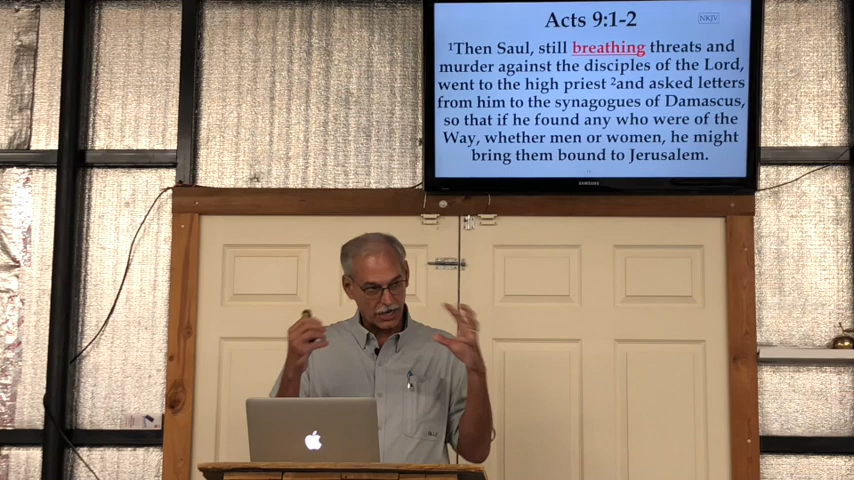 Acts 9:1-2
NKJV
¹Then Saul, still breathing threats and
murder against the disciples of the Lord,
went to the high priest ²and asked letters
from him to the synagogues of Damascus,
so that if he found any who were of the
Way, whether men or women, he might
bring them bound to Jerusalem.
SAMSUNG